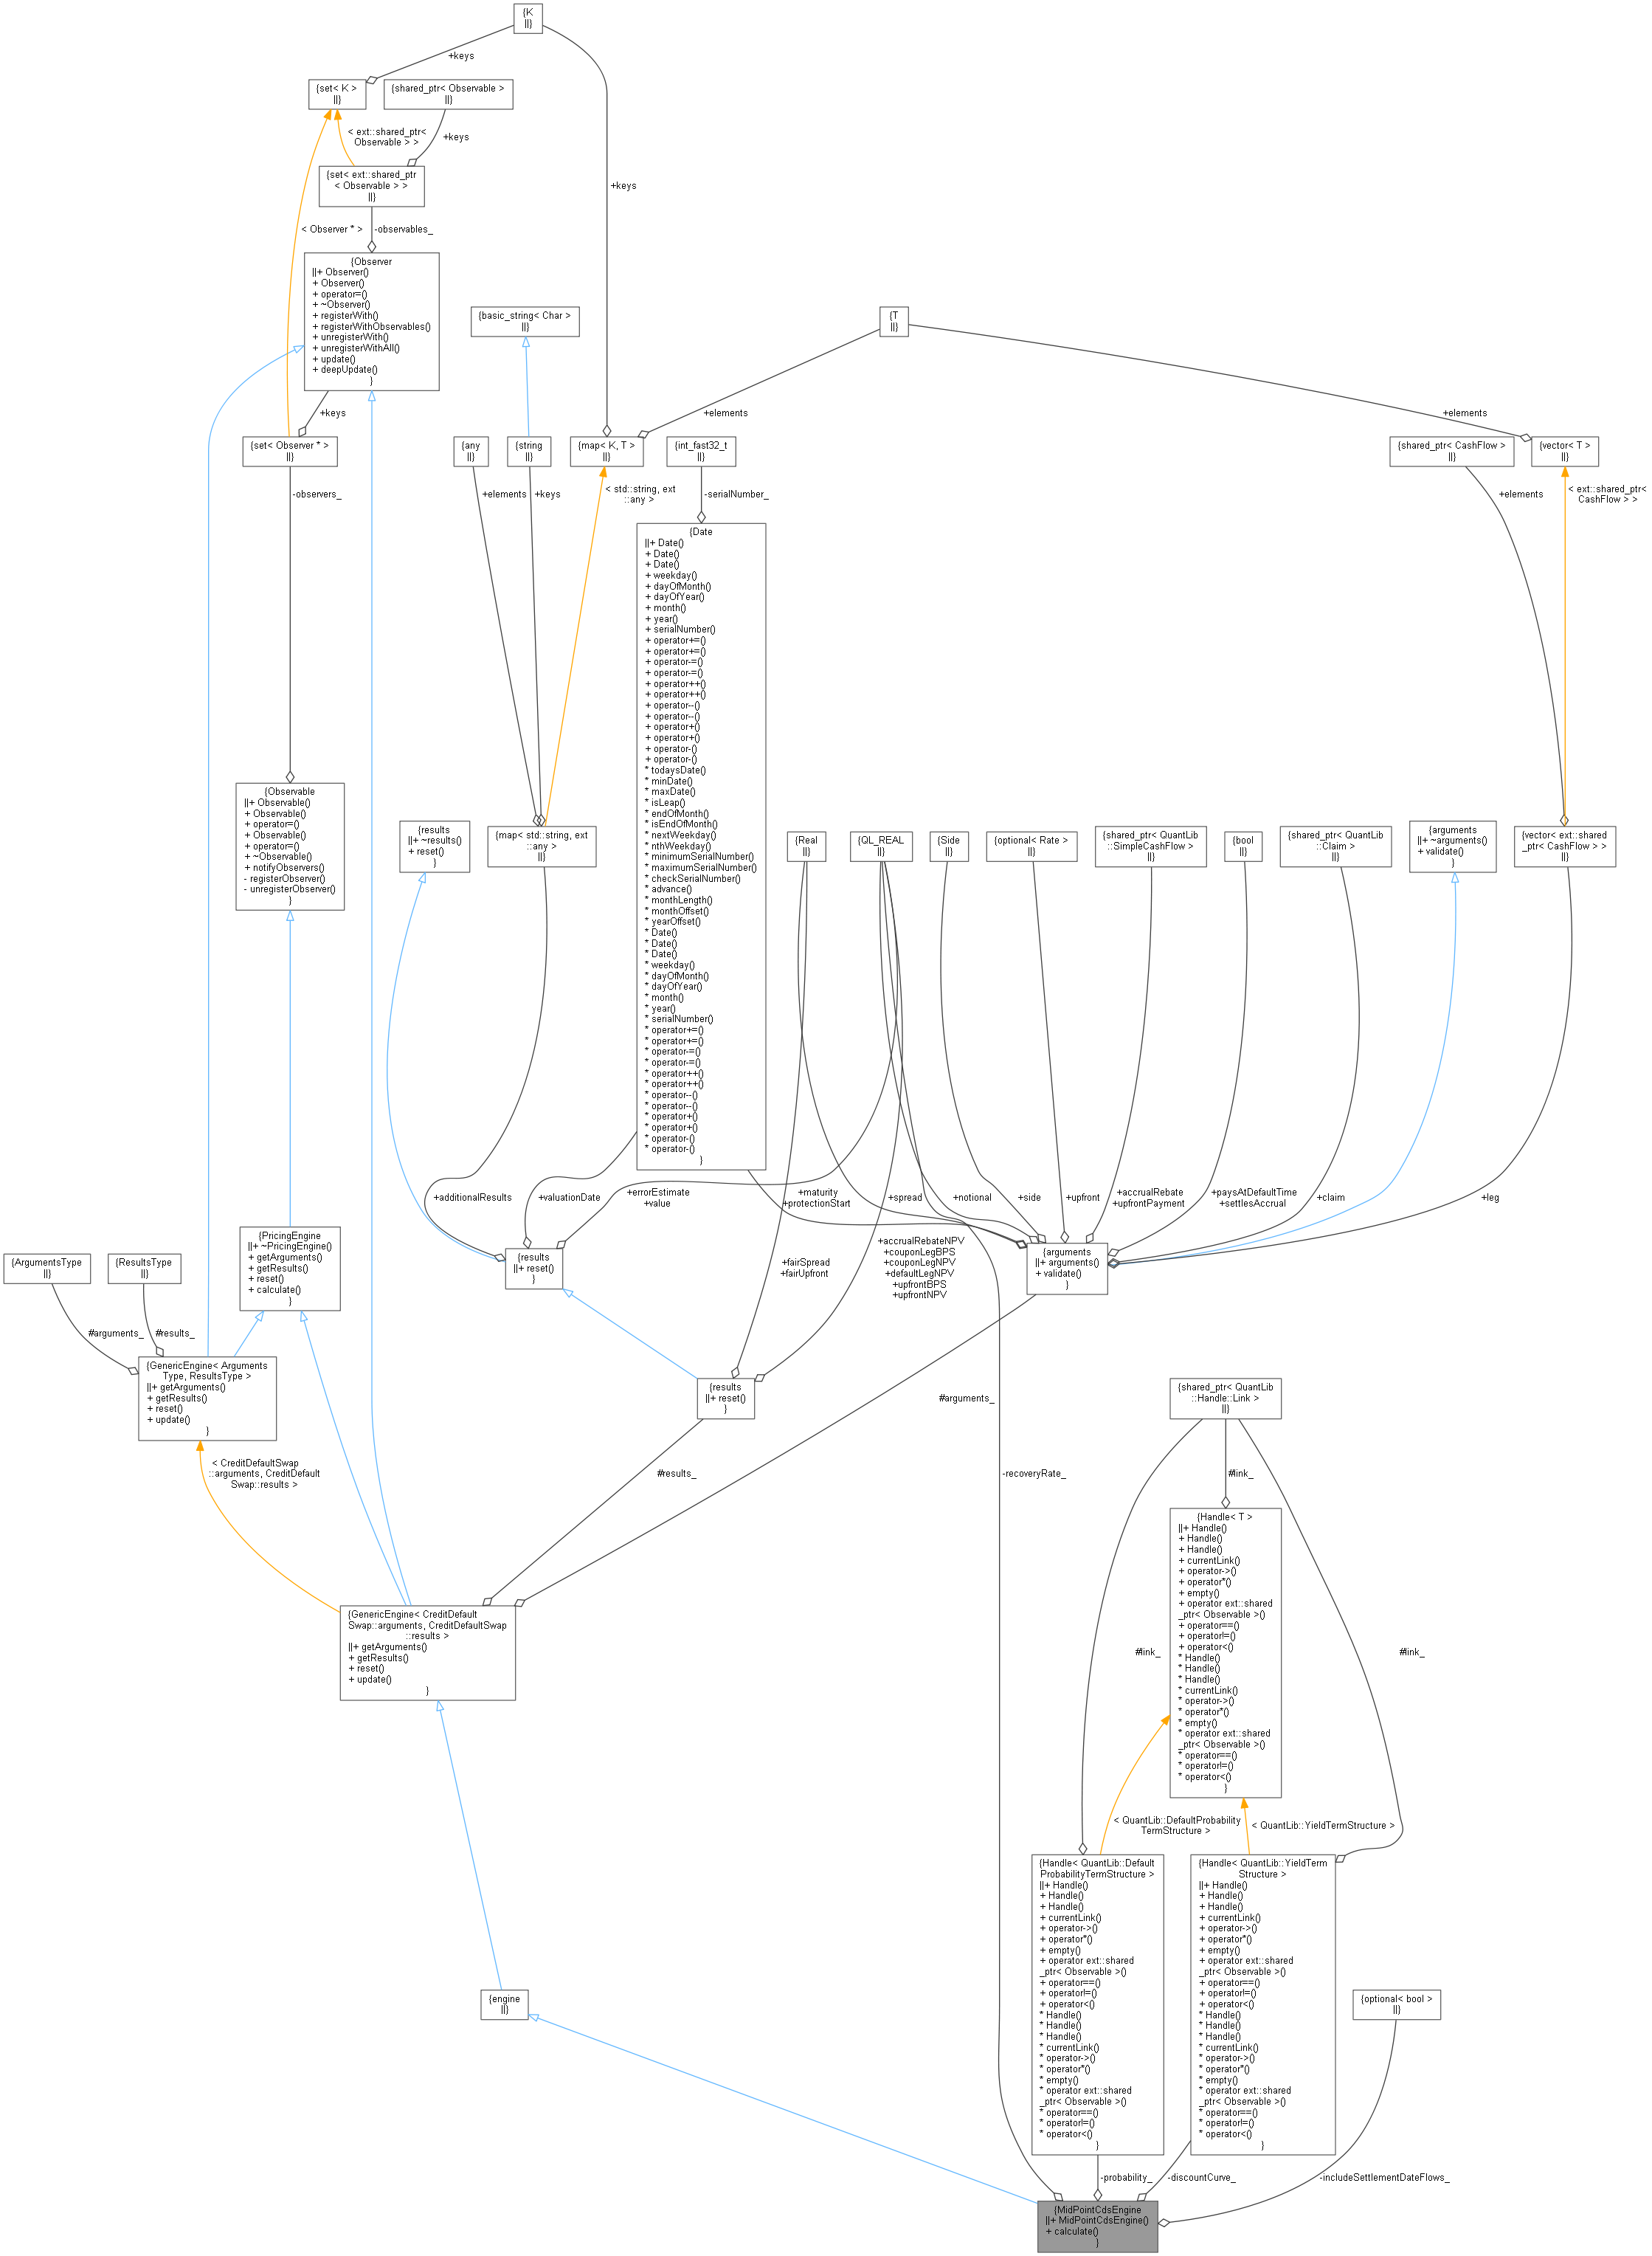 {K
||}
+keys
{set< K >
||}
{shared_ptr< Observable >
||}
< ext::shared_ptr<
Observable > >
+keys
{set< ext::shared_ptr
< Observable > >
||}
+keys
< Observer * >
-observables_
{Observer
||+ Observer()
+ Observer()
+ operator=()
+ ~Observer()
+ registerWith()
+ registerWithObservables()
+ unregisterWith()
+ unregisterWithAll()
+ update()
+ deepUpdate()
}
{basic_string< Char >
||}
{T
||}
+keys
+elements
+elements
{set< Observer * >
||}
{any
||}
{string
||}
{map< K, T >
||}
{int_fast32_t
||}
{shared_ptr< CashFlow >
||}
{vector< T >
||}
-observers_
+elements
+keys
< std::string, ext
::any >
-serialNumber_
+elements
< ext::shared_ptr<
CashFlow > >
{Date
||+ Date()
+ Date()
+ Date()
+ weekday()
+ dayOfMonth()
+ dayOfYear()
+ month()
+ year()
+ serialNumber()
+ operator+=()
+ operator+=()
+ operator-=()
+ operator-=()
+ operator++()
+ operator++()
+ operator--()
+ operator--()
+ operator+()
+ operator+()
+ operator-()
+ operator-()
* todaysDate()
* minDate()
* maxDate()
* isLeap()
* endOfMonth()
* isEndOfMonth()
* nextWeekday()
* nthWeekday()
* minimumSerialNumber()
* maximumSerialNumber()
* checkSerialNumber()
* advance()
* monthLength()
* monthOffset()
* yearOffset()
* Date()
* Date()
* Date()
* weekday()
* dayOfMonth()
* dayOfYear()
* month()
* year()
* serialNumber()
* operator+=()
* operator+=()
* operator-=()
* operator-=()
* operator++()
* operator++()
* operator--()
* operator--()
* operator+()
* operator+()
* operator-()
* operator-()
}
{Observable
||+ Observable()
+ Observable()
+ operator=()
+ Observable()
+ operator=()
+ ~Observable()
+ notifyObservers()
- registerObserver()
- unregisterObserver()
}
{results
||+ ~results()
+ reset()
}
{map< std::string, ext
::any >
||}
{Real
||}
{QL_REAL
||}
{Side
||}
{optional< Rate >
||}
{shared_ptr< QuantLib
::SimpleCashFlow >
||}
{bool
||}
{shared_ptr< QuantLib
::Claim >
||}
{arguments
||+ ~arguments()
+ validate()
}
{vector< ext::shared
_ptr< CashFlow > >
||}
+additionalResults
+valuationDate
+errorEstimate
+value
+maturity
+protectionStart
+spread
+notional
+side
+upfront
+accrualRebate
+upfrontPayment
+paysAtDefaultTime
+settlesAccrual
+claim
+leg
{PricingEngine
||+ ~PricingEngine()
+ getArguments()
+ getResults()
+ reset()
+ calculate()
}
{ArgumentsType
||}
{ResultsType
||}
{results
||+ reset()
}
+fairSpread
+fairUpfront
+accrualRebateNPV
+couponLegBPS
+couponLegNPV
+defaultLegNPV
+upfrontBPS
+upfrontNPV
{arguments
||+ arguments()
+ validate()
}
#arguments_
#results_
{GenericEngine< Arguments
Type, ResultsType >
||+ getArguments()
+ getResults()
+ reset()
+ update()
}
{results
||+ reset()
}
#arguments_
{shared_ptr< QuantLib
::Handle::Link >
||}
< CreditDefaultSwap
::arguments, CreditDefault
Swap::results >
#results_
-recoveryRate_
#link_
{Handle< T >
||+ Handle()
+ Handle()
+ Handle()
+ currentLink()
+ operator->()
+ operator*()
+ empty()
+ operator ext::shared
_ptr< Observable >()
+ operator==()
+ operator!=()
+ operator<()
* Handle()
* Handle()
* Handle()
* currentLink()
* operator->()
* operator*()
* empty()
* operator ext::shared
_ptr< Observable >()
* operator==()
* operator!=()
* operator<()
}
{GenericEngine< CreditDefault
Swap::arguments, CreditDefaultSwap
::results >
||+ getArguments()
+ getResults()
+ reset()
+ update()
}
#link_
#link_
< QuantLib::DefaultProbability
TermStructure >
< QuantLib::YieldTermStructure >
{Handle< QuantLib::Default
ProbabilityTermStructure >
||+ Handle()
+ Handle()
+ Handle()
+ currentLink()
+ operator->()
+ operator*()
+ empty()
+ operator ext::shared
_ptr< Observable >()
+ operator==()
+ operator!=()
+ operator<()
* Handle()
* Handle()
* Handle()
* currentLink()
* operator->()
* operator*()
* empty()
* operator ext::shared
_ptr< Observable >()
* operator==()
* operator!=()
* operator<()
}
{Handle< QuantLib::YieldTerm
Structure >
||+ Handle()
+ Handle()
+ Handle()
+ currentLink()
+ operator->()
+ operator*()
+ empty()
+ operator ext::shared
_ptr< Observable >()
+ operator==()
+ operator!=()
+ operator<()
* Handle()
* Handle()
* Handle()
* currentLink()
* operator->()
* operator*()
* empty()
* operator ext::shared
_ptr< Observable >()
* operator==()
* operator!=()
* operator<()
}
{engine
||}
{optional< bool >
||}
-probability_
-discountCurve_
-includeSettlementDateFlows_
{MidPointCdsEngine
||+ MidPointCdsEngine()
+ calculate()
}